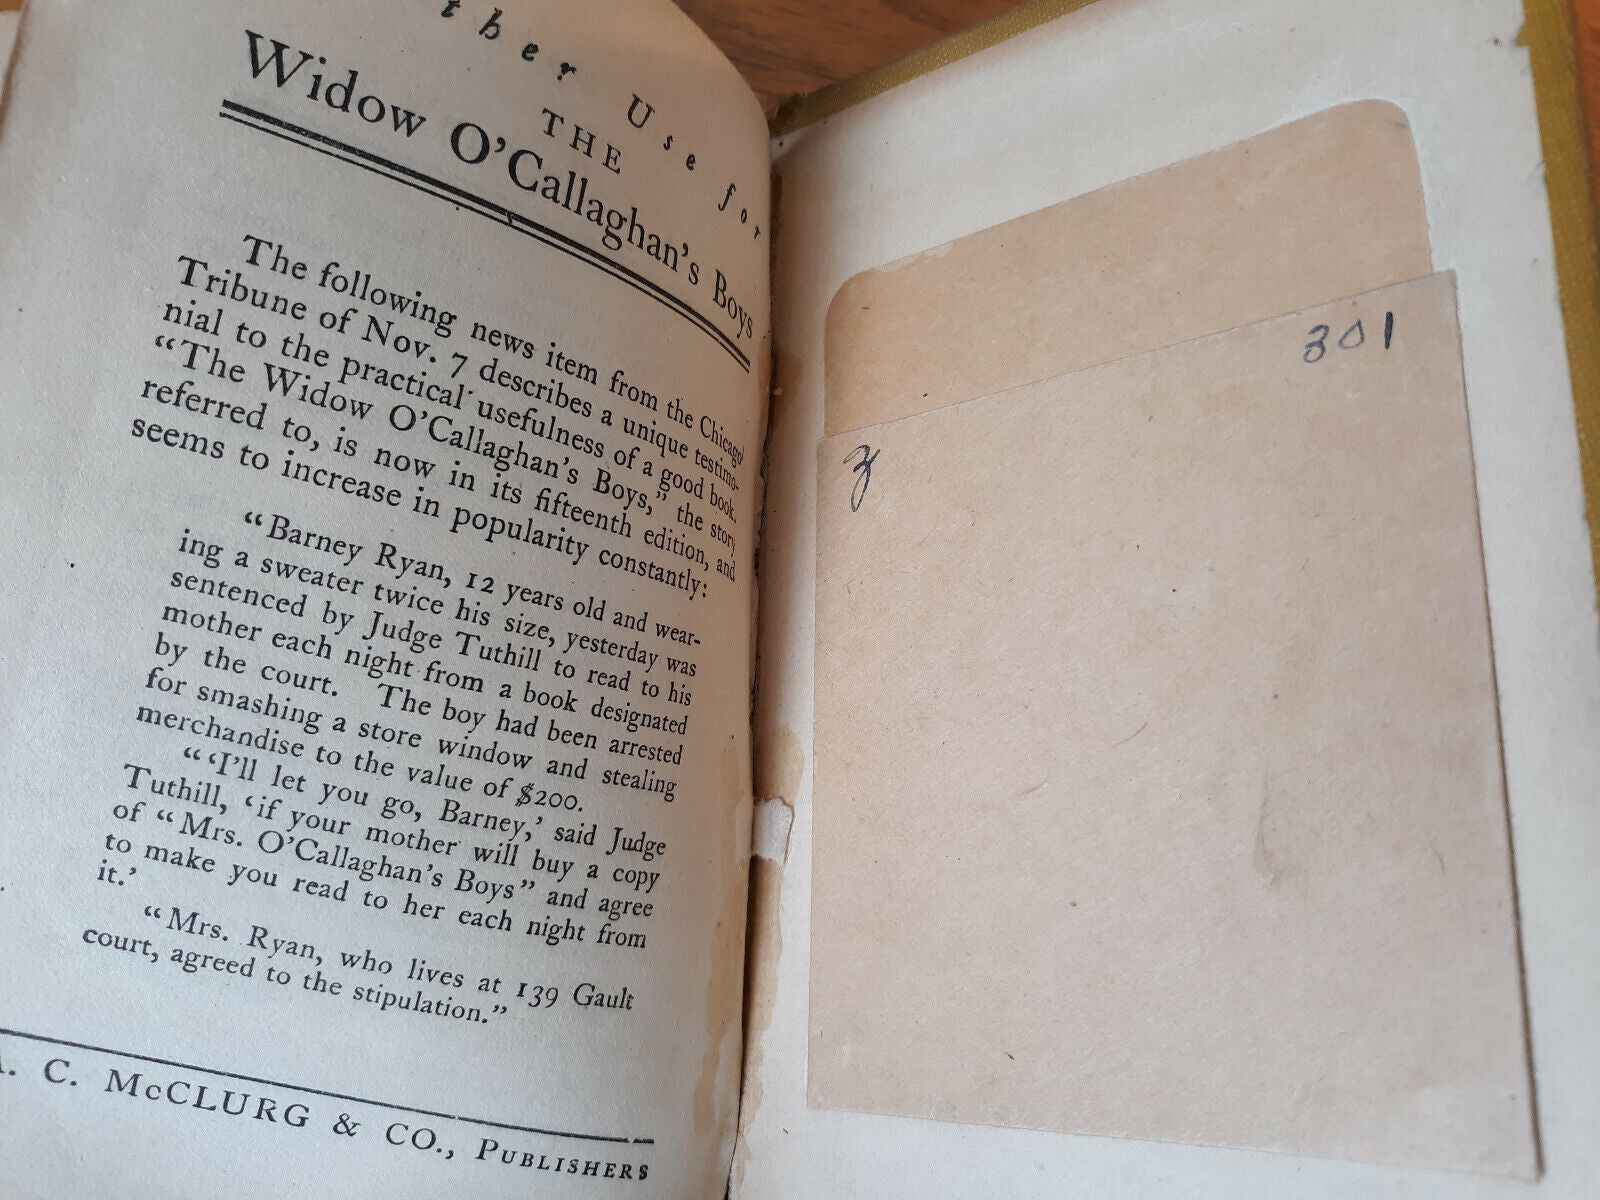 ther Use for
THE
Widow O'Callaghan's Boys
The following news item from the Chicago
Tribune of Nov. 7 describes a unique testimo-
nial to the practical usefulness of a good book.
"The Widow O'Callaghan's Boys," the story
referred to, is now in its fifteenth edition, and
seems to increase in popularity constantly:
"Barney Ryan, 12 years old and wear-
ing a sweater twice his size, yesterday was
sentenced by Judge Tuthill to read to his
mother each night from a book designated
by the court. The boy had been arrested
for smashing a store window and stealing
merchandise to the value of $200.
"'I'll let you go, Barney,' said Judge
Tuthill, 'if your mother will buy a copy
of "Mrs. O'Callaghan's Boys" and agree
to make you read to her each night from
it.'
"Mrs. Ryan, who lives at 139 Gault
court, agreed to the stipulation."
A. C. McCLURG & CO., PUBLISHERS
301